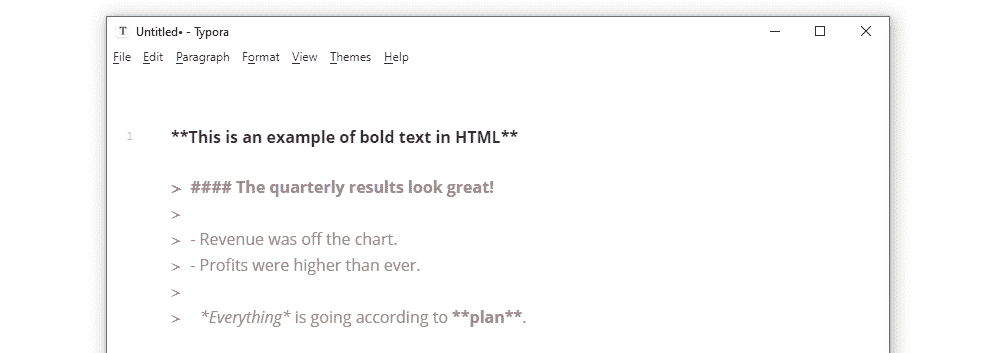 T Untitled• - Typora
File Edit Paragraph Format View Themes Help
1 **This is an example of bold text in HTML**
> #### The quarterly results look great!
>
> - Revenue was off the chart.
> - Profits were higher than ever.
>
> *Everything* is going according to **plan**.